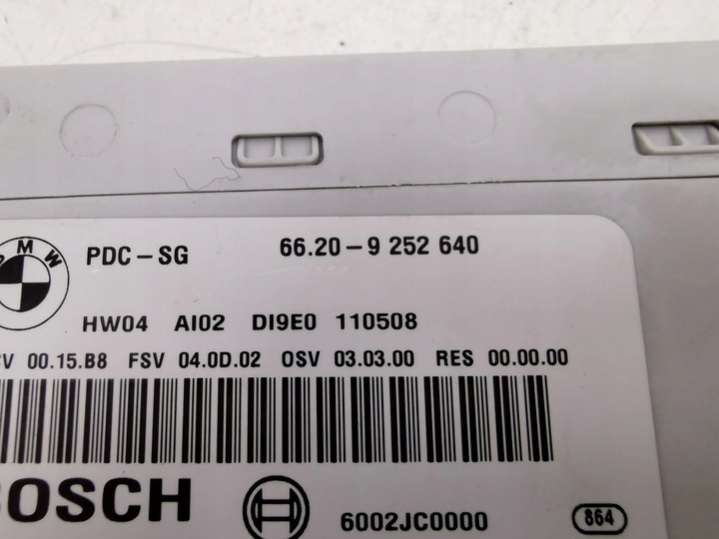 BMW
PDC-SG 66.20-9 252 640
HW04 AI02 DI9E0 110508
00.15.B8 FSV 04.0D.02 OSV 03.03.00 RES 00.00.00
BOSCH
6002JC0000 864